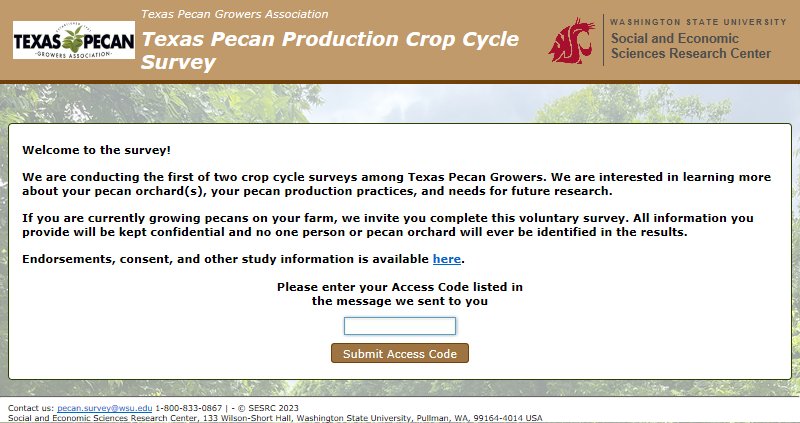 Texas Pecan Growers Association
Texas Pecan Production Crop Cycle
Survey
TEXAS PECAN
GROWERS ASSOCIATION
WASHINGTON STATE UNIVERSITY
Social and Economic
Sciences Research Center
Welcome to the survey!
We are conducting the first of two crop cycle surveys among Texas Pecan Growers. We are interested in learning more
about your pecan orchard(s), your pecan production practices, and needs for future research.
If you are currently growing pecans on your farm, we invite you complete this voluntary survey. All information you
provide will be kept confidential and no one person or pecan orchard will ever be identified in the results.
Endorsements, consent, and other study information is available here.
Please enter your Access Code listed in
the message we sent to you
Submit Access Code
Contact us: pecan.survey@wsu.edu 1-800-833-0867 | - © SESRC 2023
Social and Economic Sciences Research Center, 133 Wilson-Short Hall, Washington State University, Pullman, WA, 99164-4014 USA